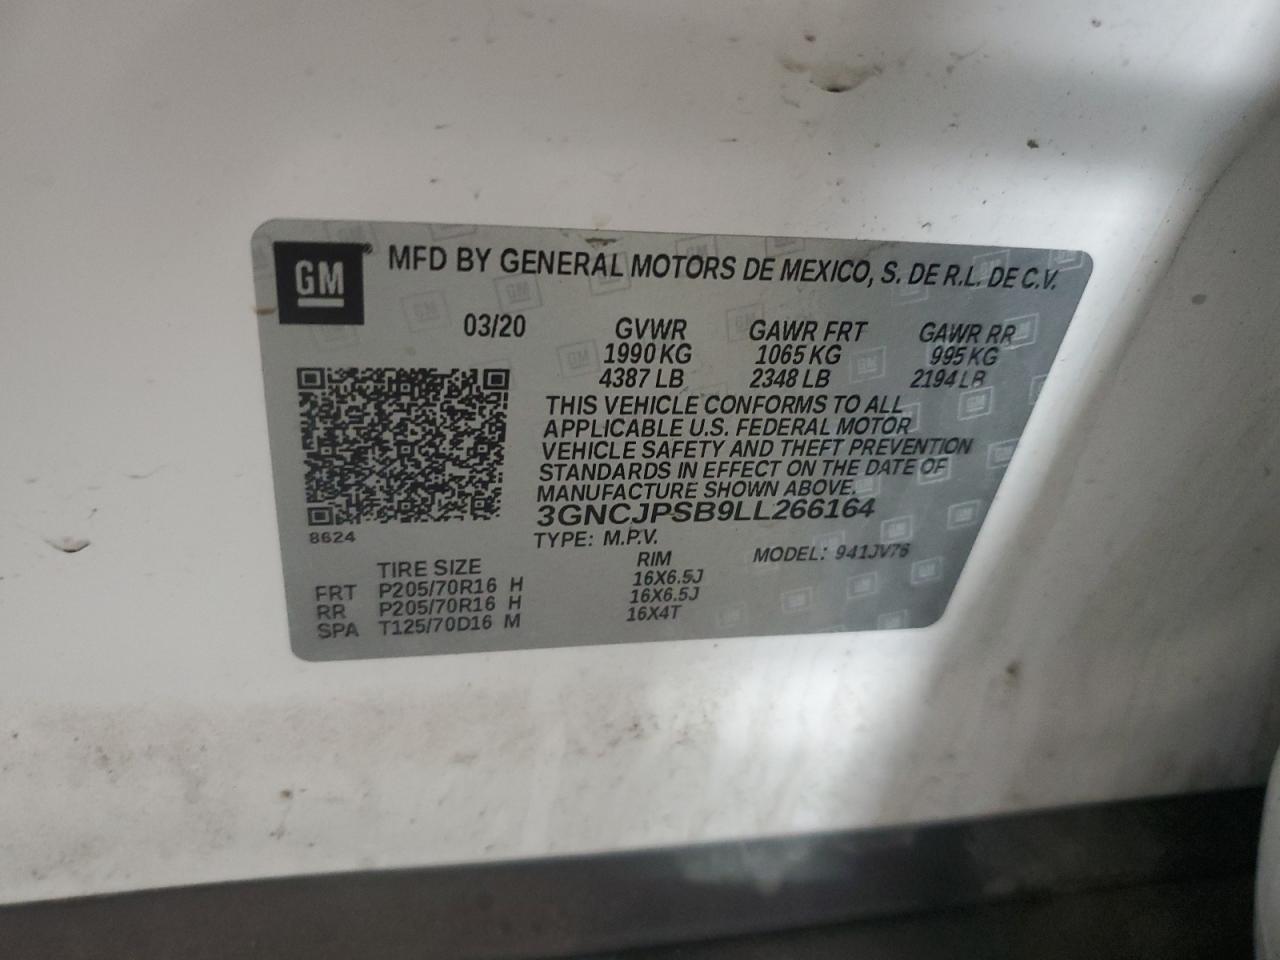 GM
MFD BY GENERAL MOTORS DE MEXICO, S. DE R.L. DE C.V.
03/20 GVWR GAWR FRT GAWR RR
1990 KG 1065 KG 995 KG
4387 LB 2348 LB 2194 LB
THIS VEHICLE CONFORMS TO ALL
APPLICABLE U.S. FEDERAL MOTOR
VEHICLE SAFETY AND THEFT PREVENTION
STANDARDS IN EFFECT ON THE DATE OF
MANUFACTURE SHOWN ABOVE.
3GNCJPSB9LL266164
8624
TYPE: M.P.V. MODEL: 941JV76
TIRE SIZE RIM
FRT P205/70R16 H 16X6.5J
RR P205/70R16 H 16X6.5J
SPA T125/70D16 M 16X4T